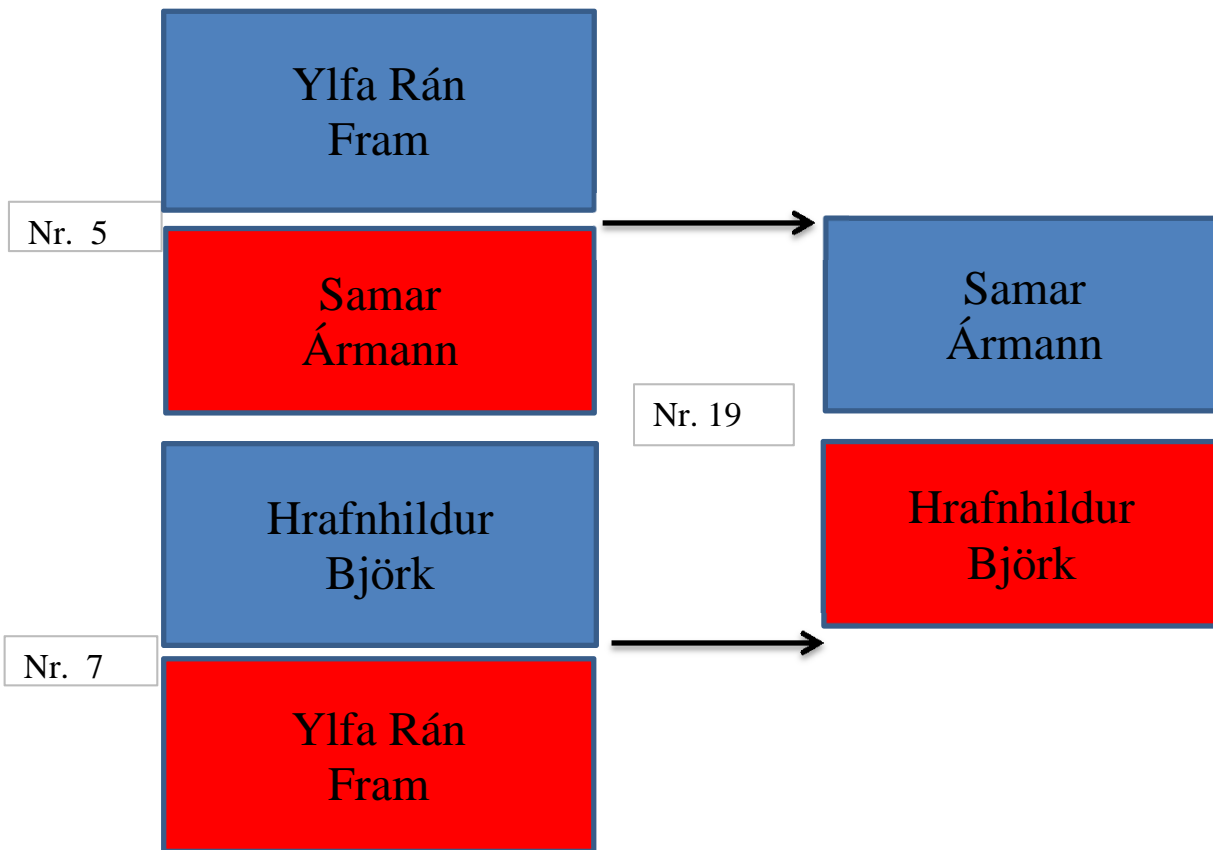 Ylfa Rán
Fram
Nr. 5
Samar
Ármann
Samar
Ármann
Nr. 19
Hrafnhildur
Björk
Hrafnhildur
Björk
Nr. 7
Ylfa Rán
Fram